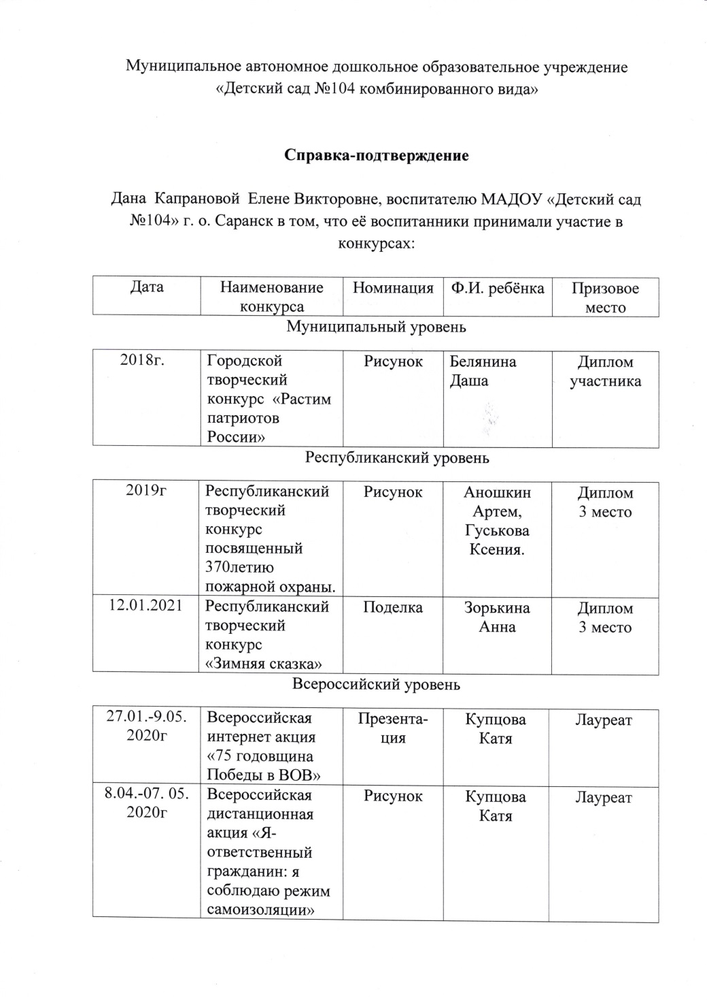 Муниципальное автономное дошкольное образовательное учреждение
«Детский сад №104 комбинированного вида»
Справка-подтверждение
Дана Капрановой Елене Викторовне, воспитателю МАДОУ «Детский сад
№104» г. о. Саранск в том, что её воспитанники принимали участие в
конкурсах:
Дата
Наименование
конкурса
Номинация
Ф.И. ребёнка
Призовое
место
Муниципальный уровень
2018г.
Городской
творческий
конкурс «Растим
патриотов
России»
Рисунок
Белянина
Даша
Диплом
участника
Республиканский уровень
2019г
Республиканский
творческий
конкурс
посвященный
370летию
пожарной охраны.
Рисунок
Аношкин
Артем,
Гуськова
Ксения.
Диплом
3 место
12.01.2021
Республиканский
творческий
конкурс
«Зимняя сказка»
Поделка
Зорькина
Анна
Диплом
3 место
Всероссийский уровень
27.01.-9.05.
2020г
Всероссийская
интернет акция
«75 годовщина
Победы в ВОВ»
Презента-
ция
Купцова
Катя
Лауреат
8.04.-07. 05.
2020г
Всероссийская
дистанционная
акция «Я-
ответственный
гражданин: я
соблюдаю режим
самоизоляции»
Рисунок
Купцова
Катя
Лауреат